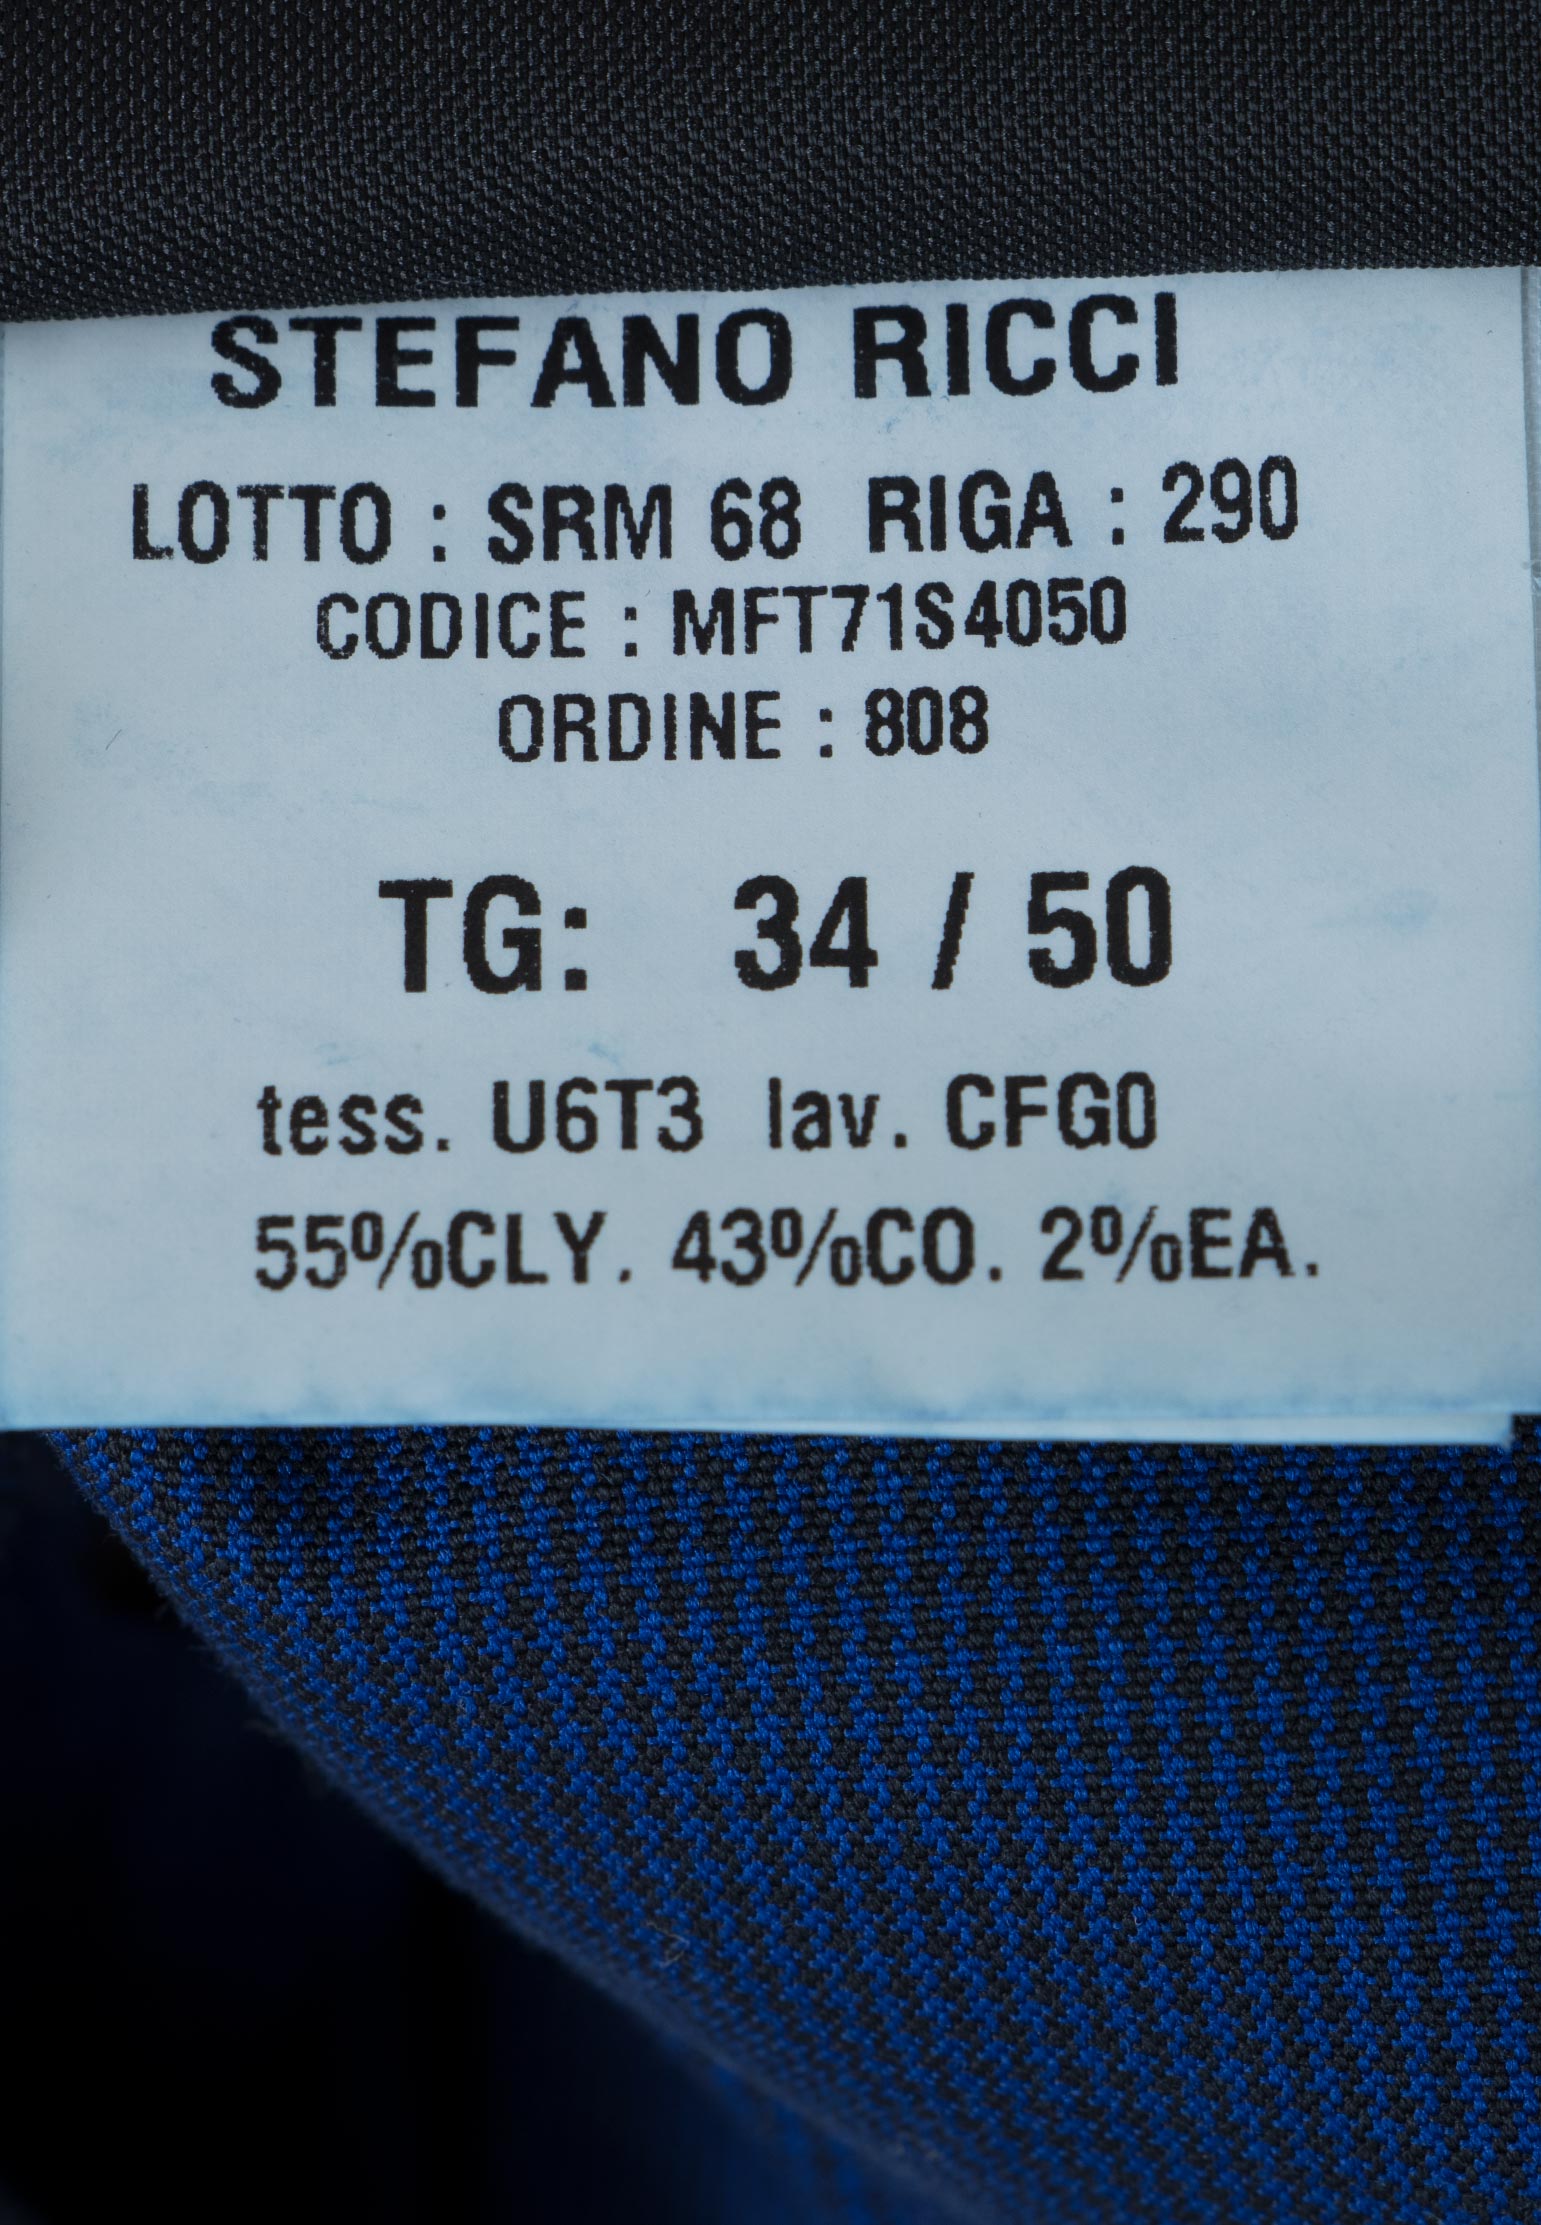 STEFANO RICCI
LOTTO : SRM 68 RIGA : 290
CODICE : MFT71S4050
ORDINE : 808
TG: 34 / 50
tess. U6T3 lav. CFG0
55%CLY. 43%CO. 2%EA.